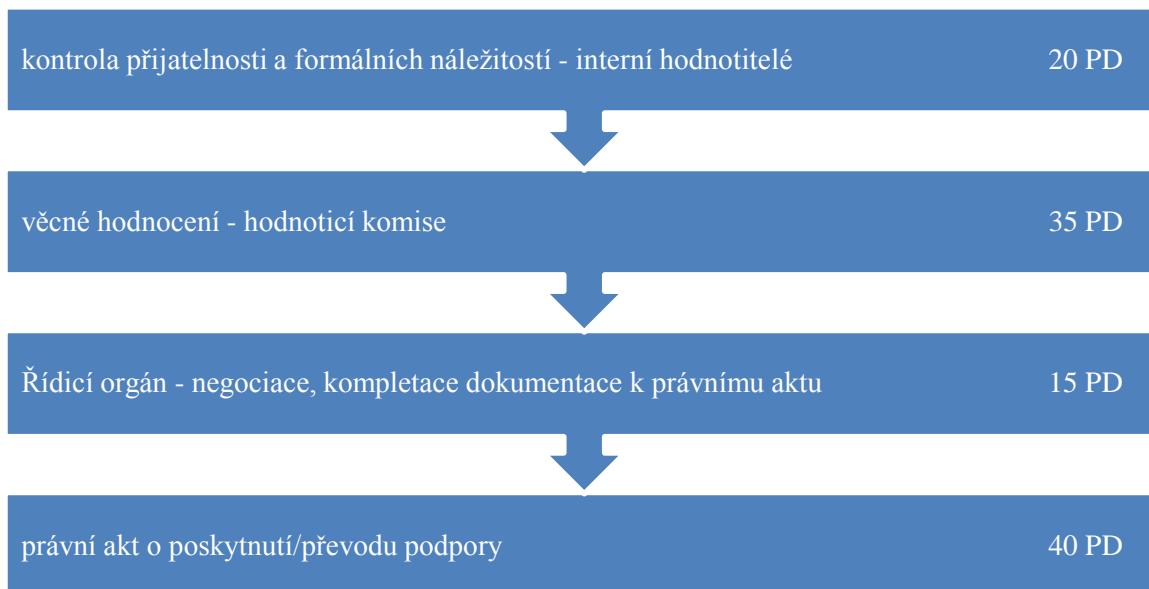 kontrola přijatelnosti a formálních náležitostí - interní hodnotitelé 20 PD
věcné hodnocení - hodnoticí komise 35 PD
Řídicí orgán - negociace, kompletace dokumentace k právnímu aktu 15 PD
právní akt o poskytnutí/převodu podpory 40 PD